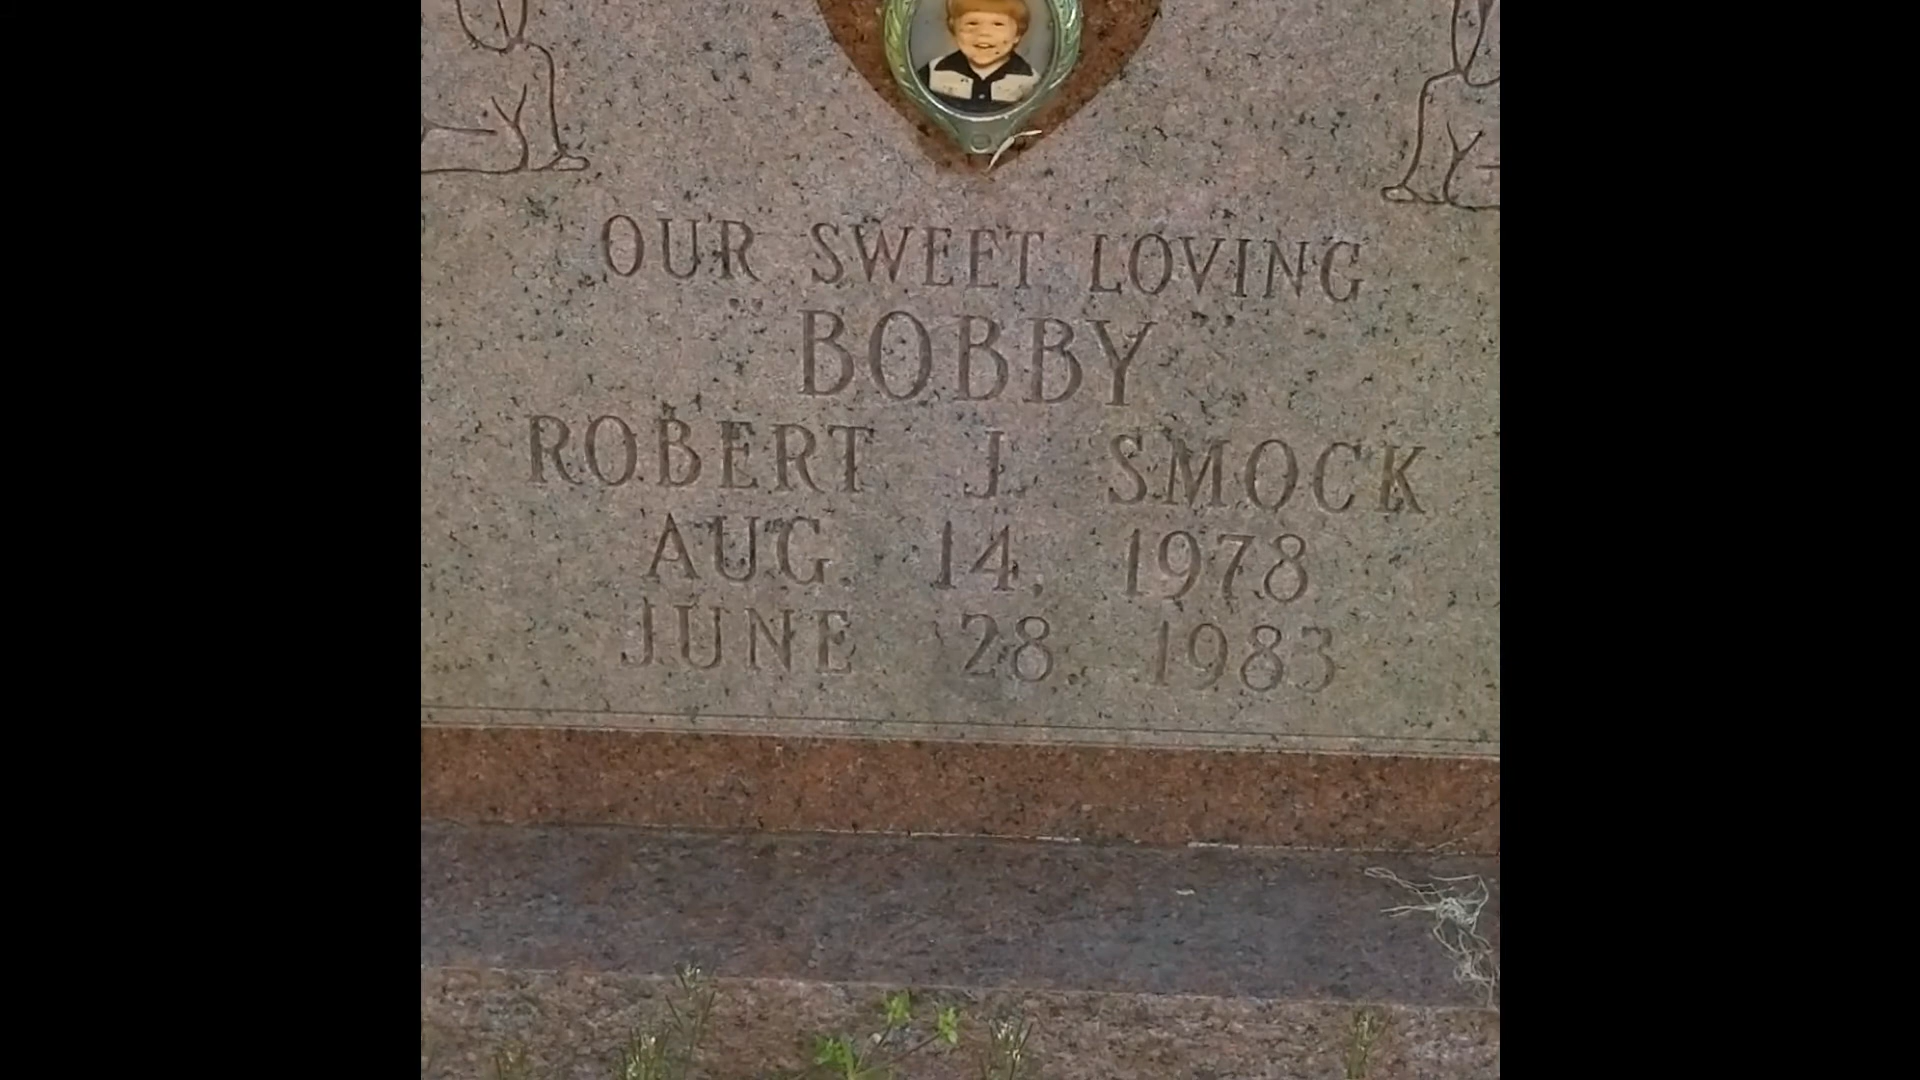 OUR SWEET LOVING
"BOBBY"
ROBERT J. SMOCK
AUG. 14, 1978
JUNE 28, 1983